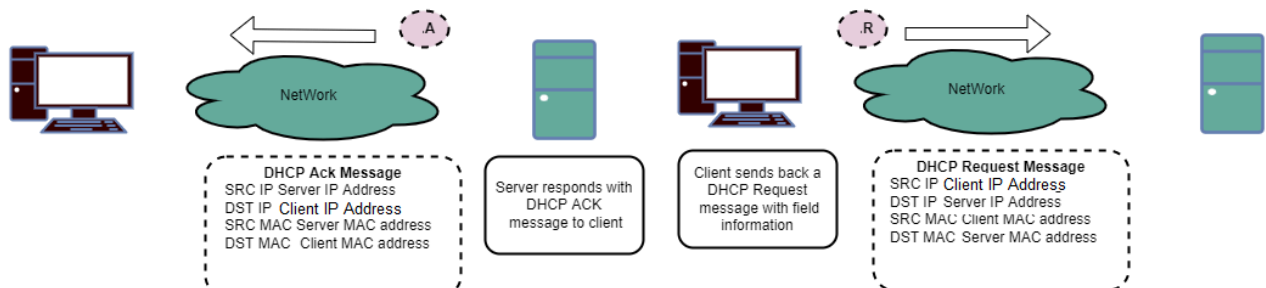 .A
NetWork
DHCP Ack Message
SRC IP Server IP Address
DST IP Client IP Address
SRC MAC Server MAC address
DST MAC Client MAC address
Server responds with
DHCP ACK
message to client
.R
NetWork
Client sends back a
DHCP Request
message with field
information
DHCP Request Message
SRC IP Client IP Address
DST IP Server IP Address
SRC MAC Client MAC address
DST MAC Server MAC address